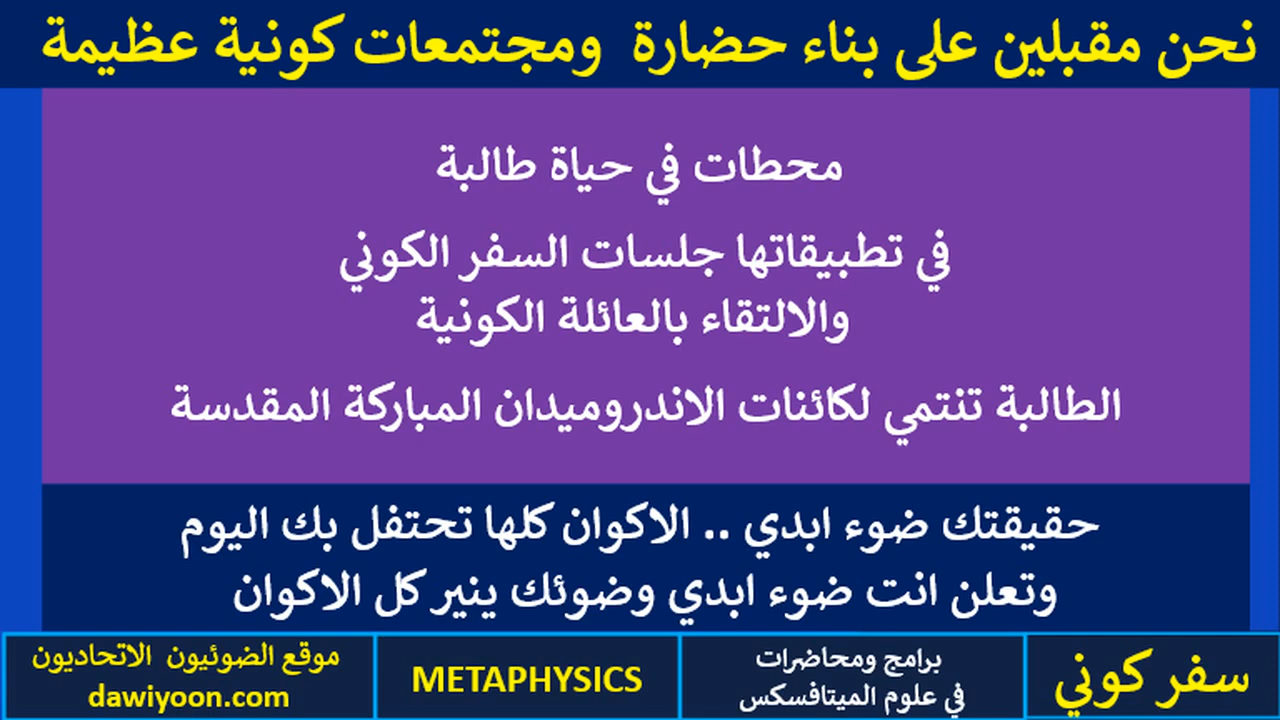 نحن مقبلين على بناء حضارة ومجتمعات كونية عظيمة
محطات في حياة طالبة
في تطبيقاتها جلسات السفر الكوني
والالتقاء بالعائلة الكونية
الطالبة تنتمي لكائنات الاندروميدان المباركة المقدسة
حقيقتك ضوء ابدي .. الاكوان كلها تحتفل بك اليوم
وتعلن انت ضوء ابدي وضوئك ينير كل الاكوان
سفر كوني
برامج ومحاضرات
في علوم الميتافسكس
METAPHYSICS
موقع الضوئيون الاتحاديون
dawiyoon.com